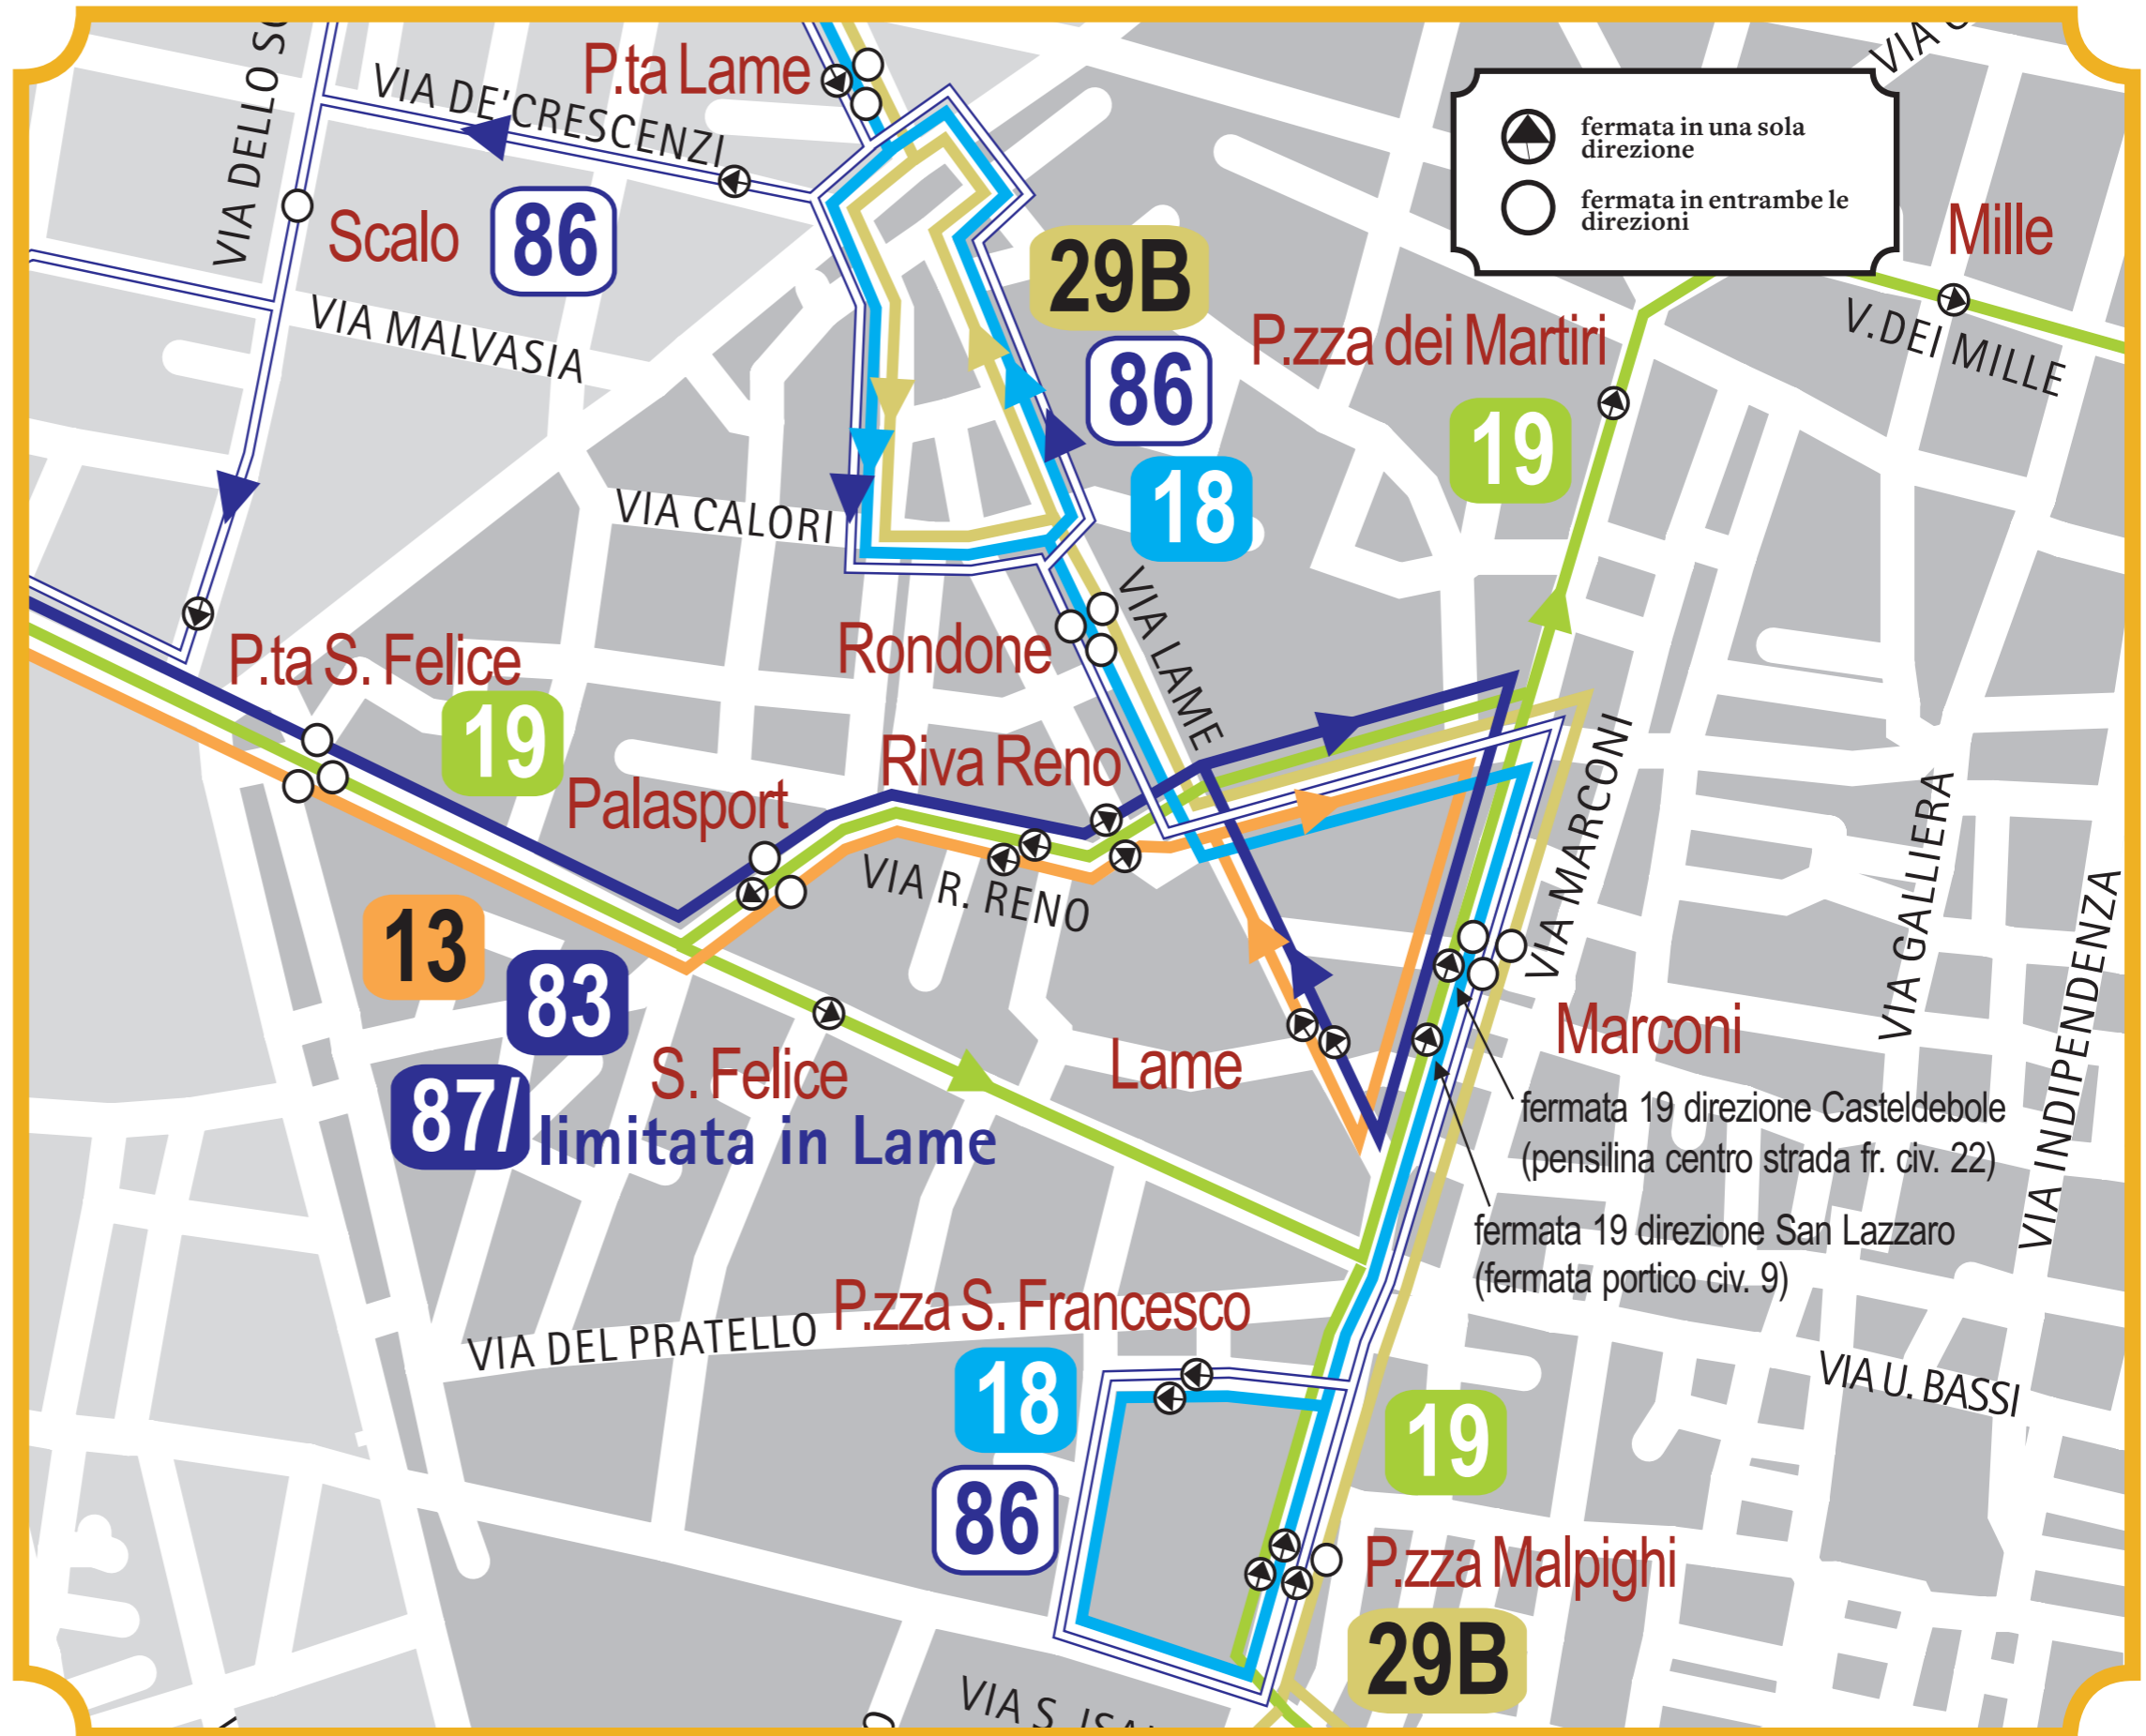 P.ta Lame
VIA DE'CRESCENZI
VIA DELLO
fermata in una sola
direzione
fermata in entrambe le
direzioni
Mille
Scalo
86
29B
VIA MALVASIA
86
P.zza dei Martiri
V.DEI MILLE
19
18
VIA CALORI
VIA LAME
Rondone
P.ta S. Felice
19
Riva Reno
Palasport
VIA MARCONI
VIA GALLIERA
VIA R. RENO
VIA INDIPENDENZA
13
83
Marconi
S. Felice
Lame
87/
limitata in Lame
fermata 19 direzione Casteldebole
(pensilina centro strada fr. civ. 22)
fermata 19 direzione San Lazzaro
(fermata portico civ. 9)
P.zza S. Francesco
VIA DEL PRATELLO
18
VIA U. BASSI
19
86
P.zza Malpighi
29B
VIA S.